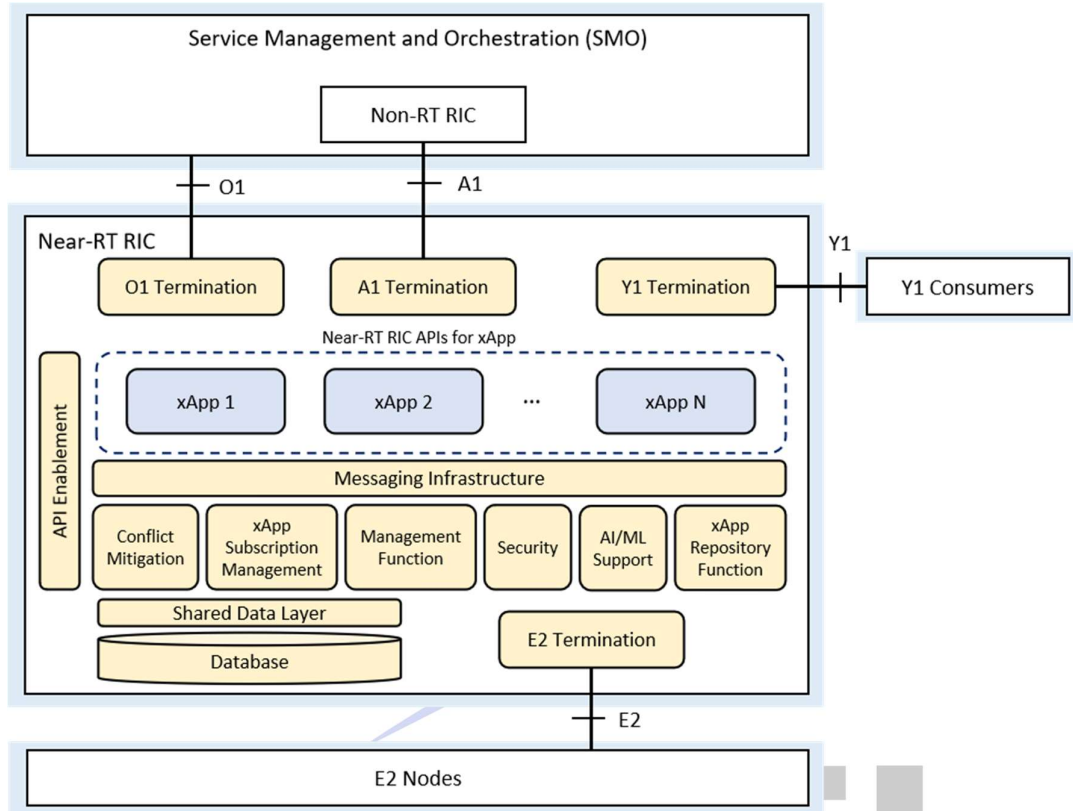 Service Management and Orchestration (SMO)
Non-RT RIC
O1
A1
Near-RT RIC
Y1
O1 Termination
A1 Termination
Y1 Termination
Y1 Consumers
Near-RT RIC APIs for xApp
API Enablement
xApp 1
xApp 2
...
xApp N
Messaging Infrastructure
Conflict
Mitigation
xApp
Subscription
Management
Management
Function
Security
AI/ML
Support
xApp
Repository
Function
Shared Data Layer
Database
E2 Termination
E2
E2 Nodes